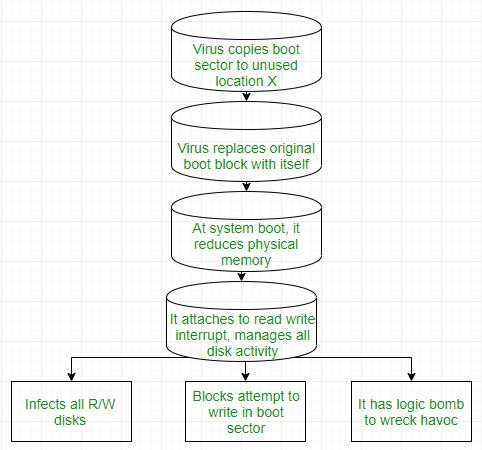 Virus copies boot
sector to unused
location X
Virus replaces original
boot block with itself
At system boot, it
reduces physical
memory
It attaches to read write
interrupt, manages all
disk activity
Infects all R/W
disks
Blocks attempt to
write in boot
sector
It has logic bomb
to wreck havoc